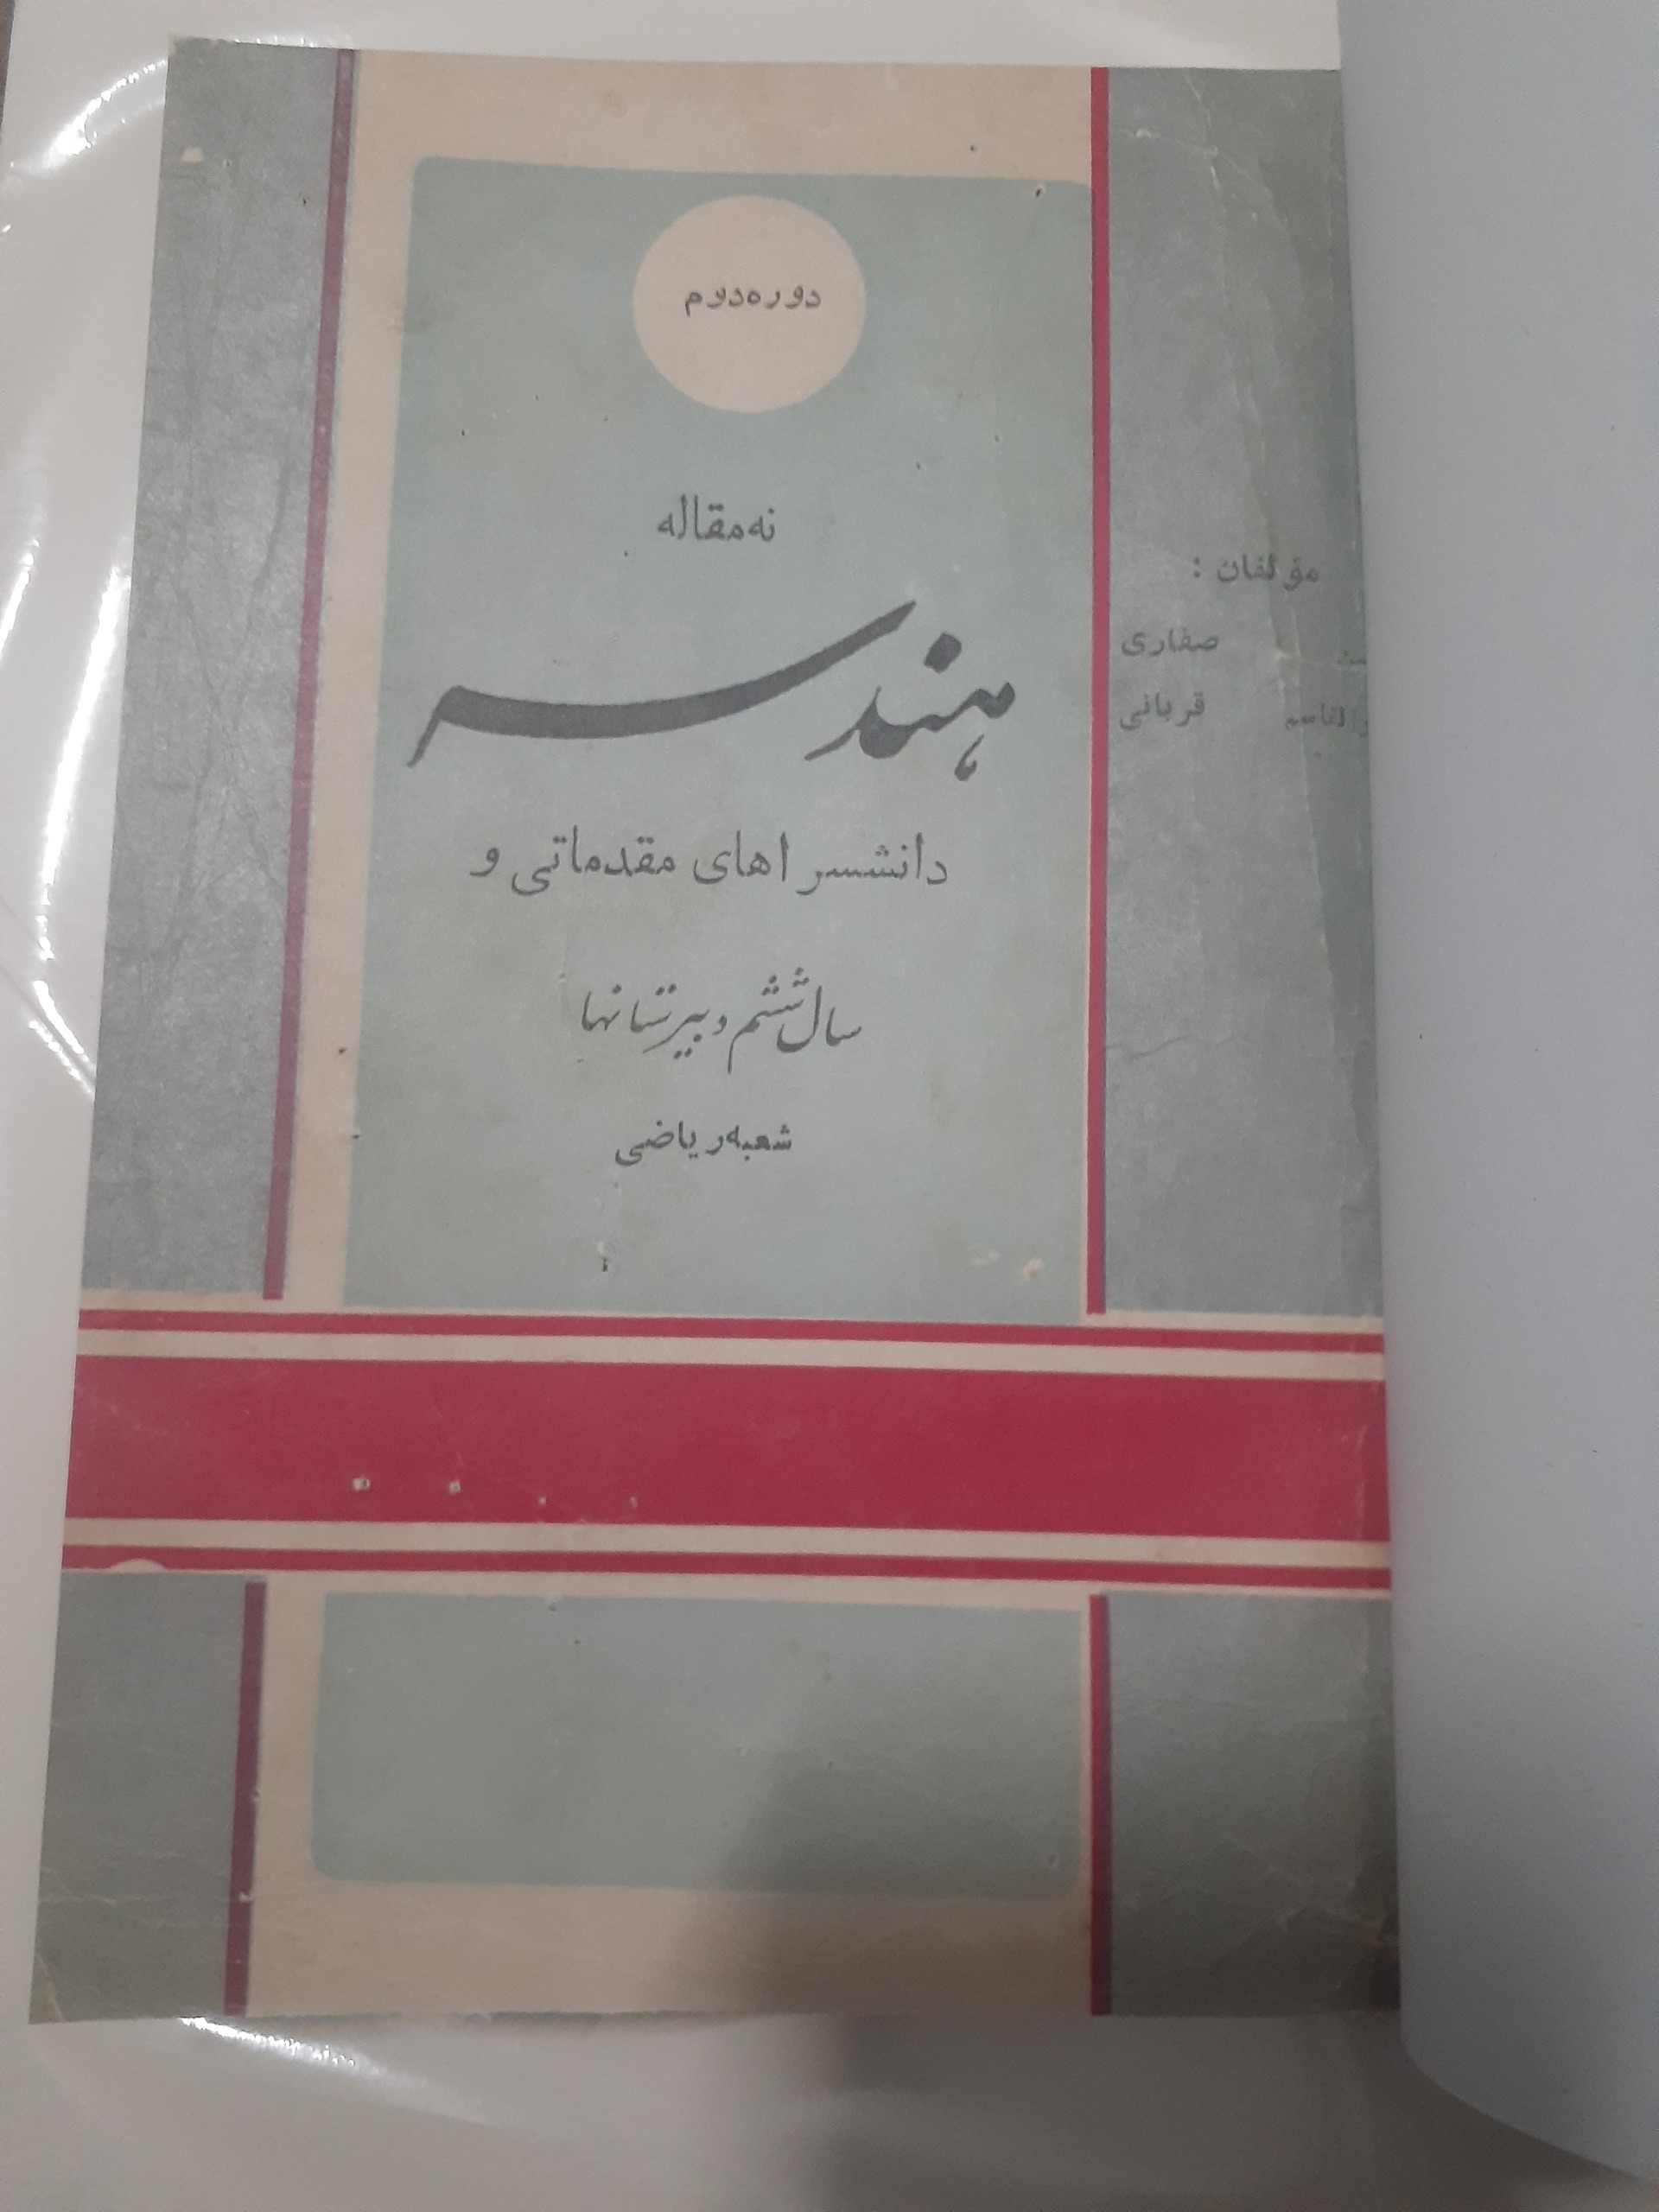 دوره دوم
نه مقاله
هندسه
دانشسراهای مقدماتی و
سال ششم دبیرستانها
شعبه ریاضی
مؤلفان :
صفاری
قربانی